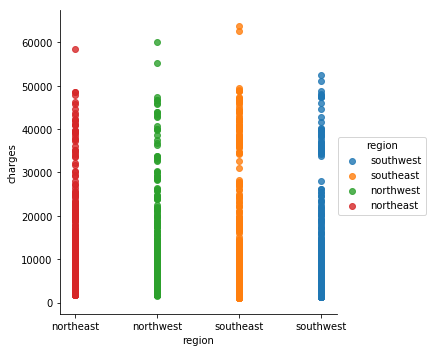 60000
50000
40000
30000
20000
10000
0
charges
northeast
northwest
southeast
southwest
region
region
southwest
southeast
northwest
northeast